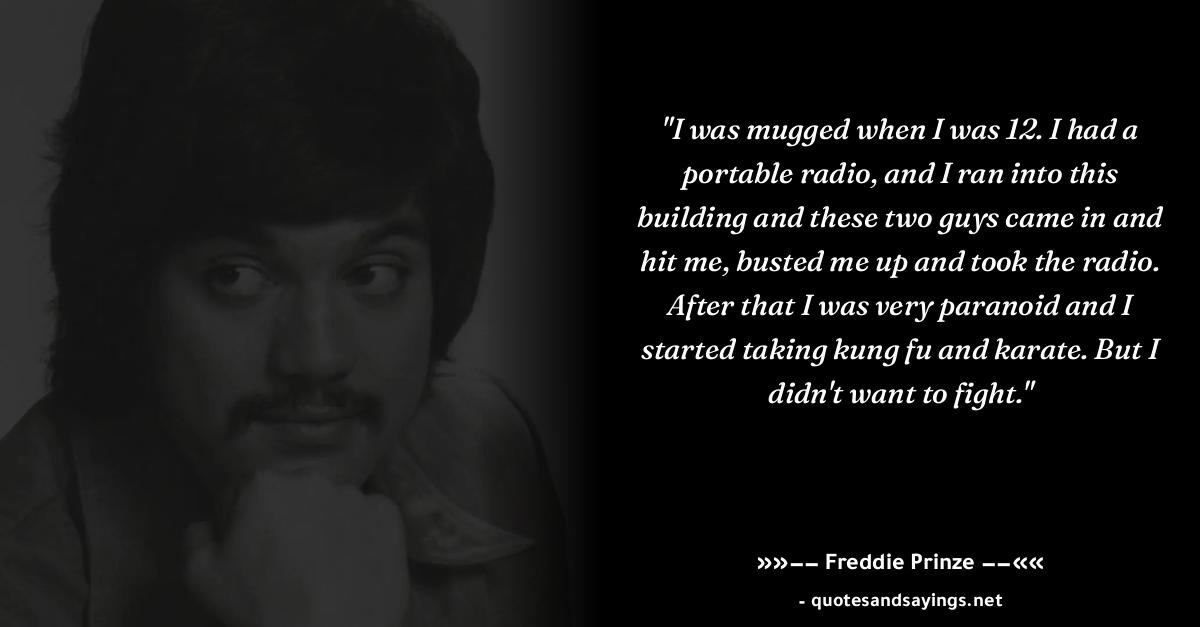 "I was mugged when I was 12. I had a
portable radio, and I ran into this
building and these two guys came in and
hit me, busted me up and took the radio.
After that I was very paranoid and I
started taking kung fu and karate. But I
didn't want to fight."
»»−− Freddie Prinze −−««
- quotesandsayings.net